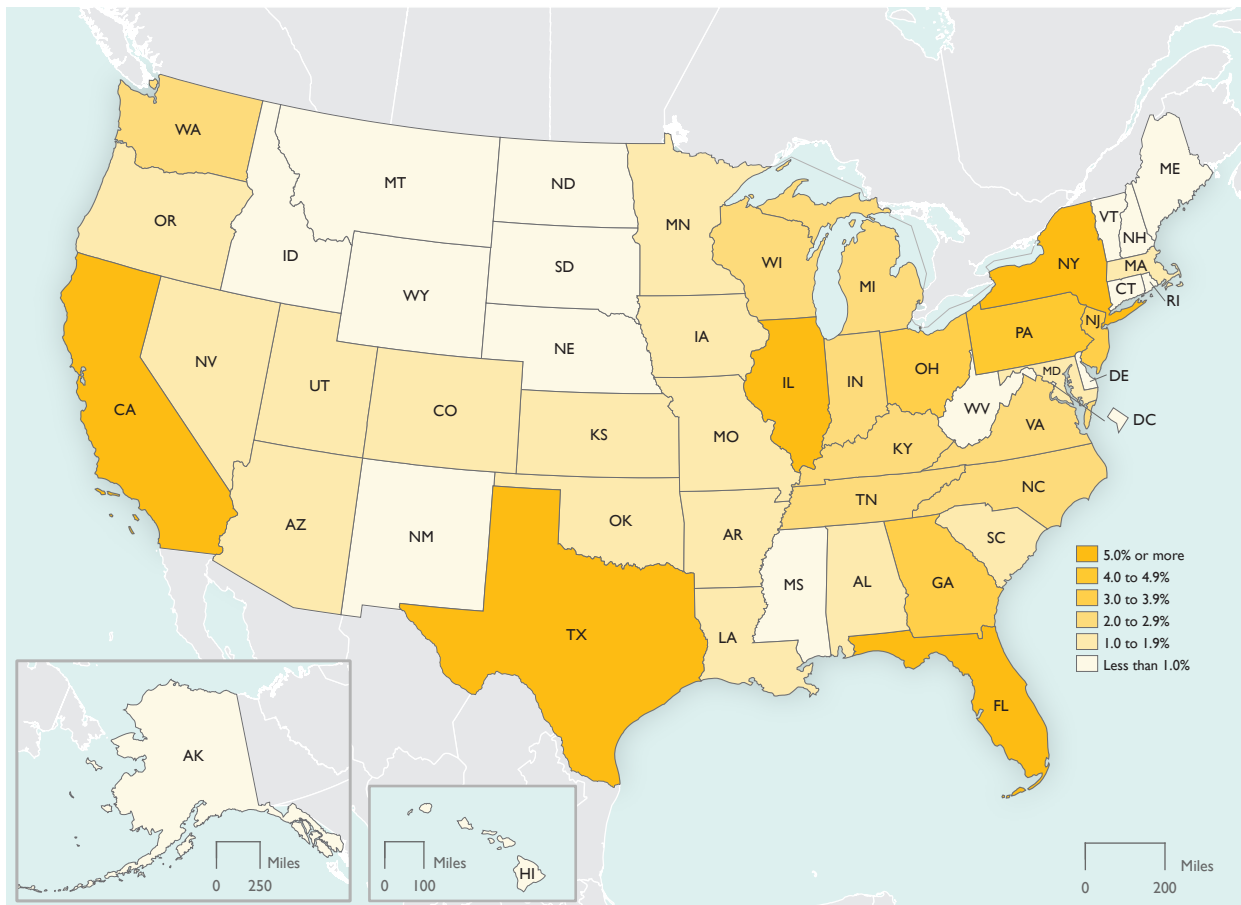 WA
MT
ND
ME
OR
MN
VT
NH
ID
SD
WI
NY
MA
MI
CT
RI
WY
IA
NE
PA
NJ
NV
OH
UT
IL
IN
MD
DE
CA
CO
WV
DC
KS
MO
VA
KY
NC
TN
AZ
OK
NM
AR
SC
MS
AL
GA
5.0% or more
4.0 to 4.9%
3.0 to 3.9%
2.0 to 2.9%
1.0 to 1.9%
Less than 1.0%
TX
LA
FL
AK
HI
Miles
0 250
Miles
0 100
Miles
0 200